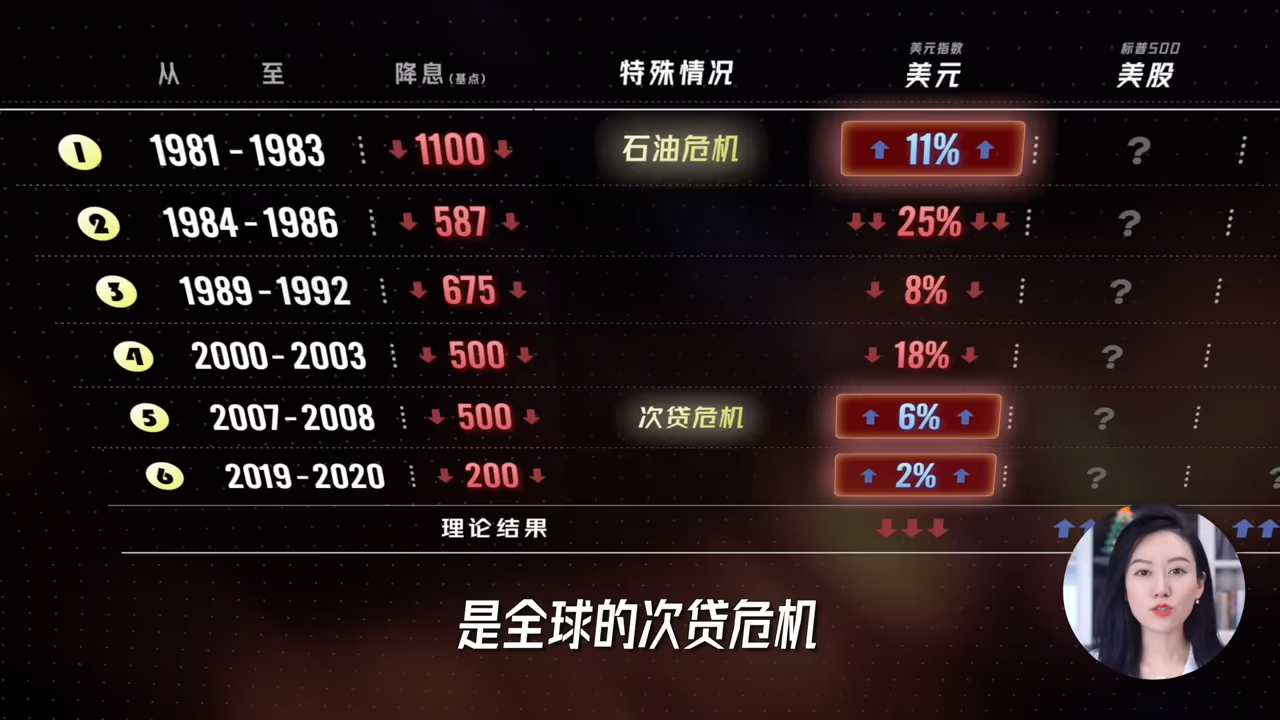 从 至 降息(基点) 特殊情况 美元指数 美元 标普500 美股
1 1981-1983 1100 石油危机 11% ?
2 1984-1986 587 25% ?
3 1989-1992 675 8% ?
4 2000-2003 500 18% ?
5 2007-2008 500 次贷危机 6% ?
6 2019-2020 200 2% ? ?
理论结果
是全球的次贷危机